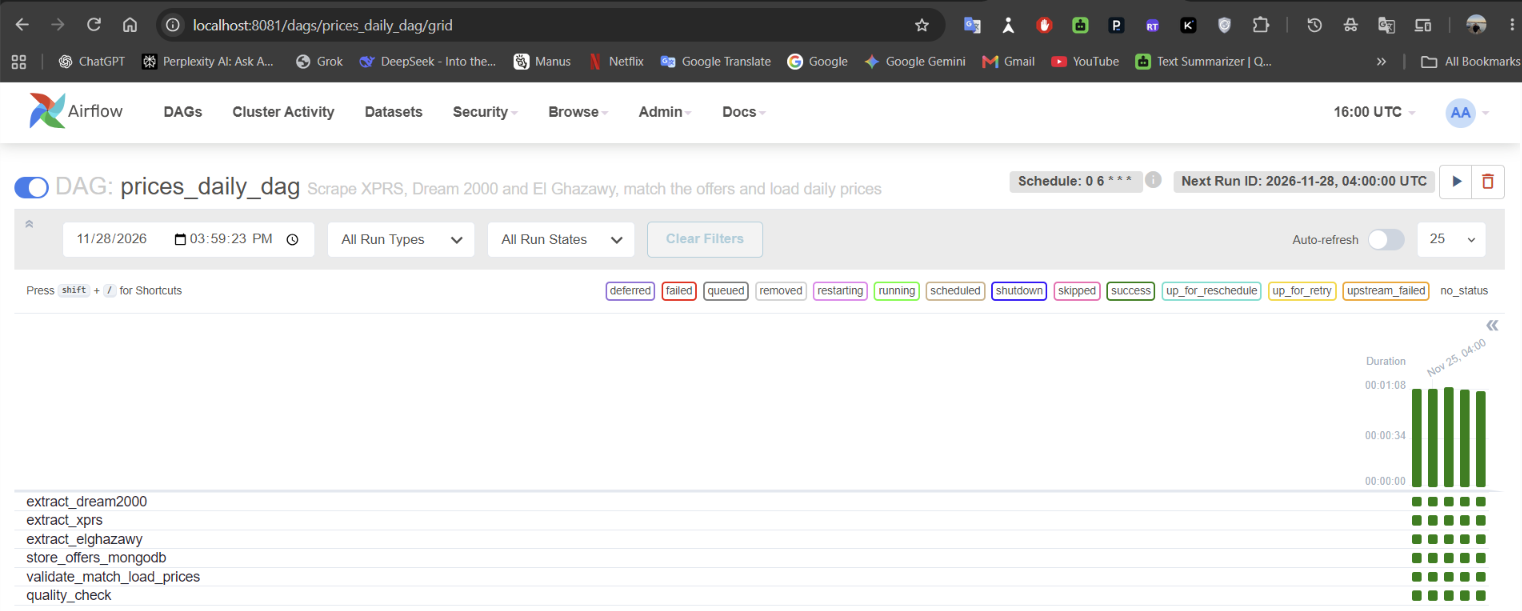 localhost:8081/dags/prices_daily_dag/grid
ChatGPT Perplexity AI: Ask A... Grok DeepSeek - Into the... Manus Netflix Google Translate Google Google Gemini Gmail YouTube Text Summarizer | Q... » All Bookmarks
Airflow DAGs Cluster Activity Datasets Security Browse Admin Docs 16:00 UTC AA
DAG: prices_daily_dag Scrape XPRS, Dream 2000 and El Ghazawy, match the offers and load daily prices Schedule: 0 6 * * * Next Run ID: 2026-11-28, 04:00:00 UTC
11/28/2026 03:59:23 PM All Run Types All Run States Clear Filters Auto-refresh 25
Press shift + / for Shortcuts deferred failed queued removed restarting running scheduled shutdown skipped success up_for_reschedule up_for_retry upstream_failed no_status
Nov 25, 04:00
Duration
00:01:08
00:00:34
00:00:00
extract_dream2000
extract_xprs
extract_elghazawy
store_offers_mongodb
validate_match_load_prices
quality_check